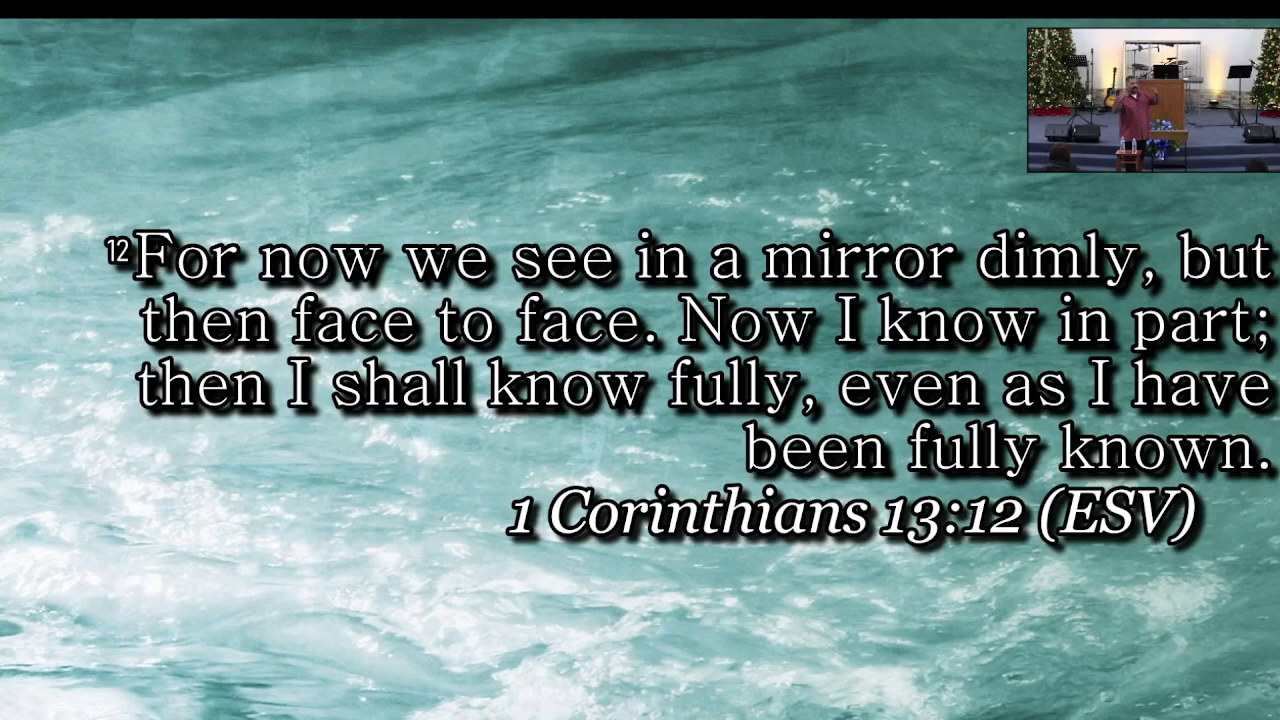 12For now we see in a mirror dimly, but
then face to face. Now I know in part;
then I shall know fully, even as I have
been fully known.
1 Corinthians 13:12 (ESV)